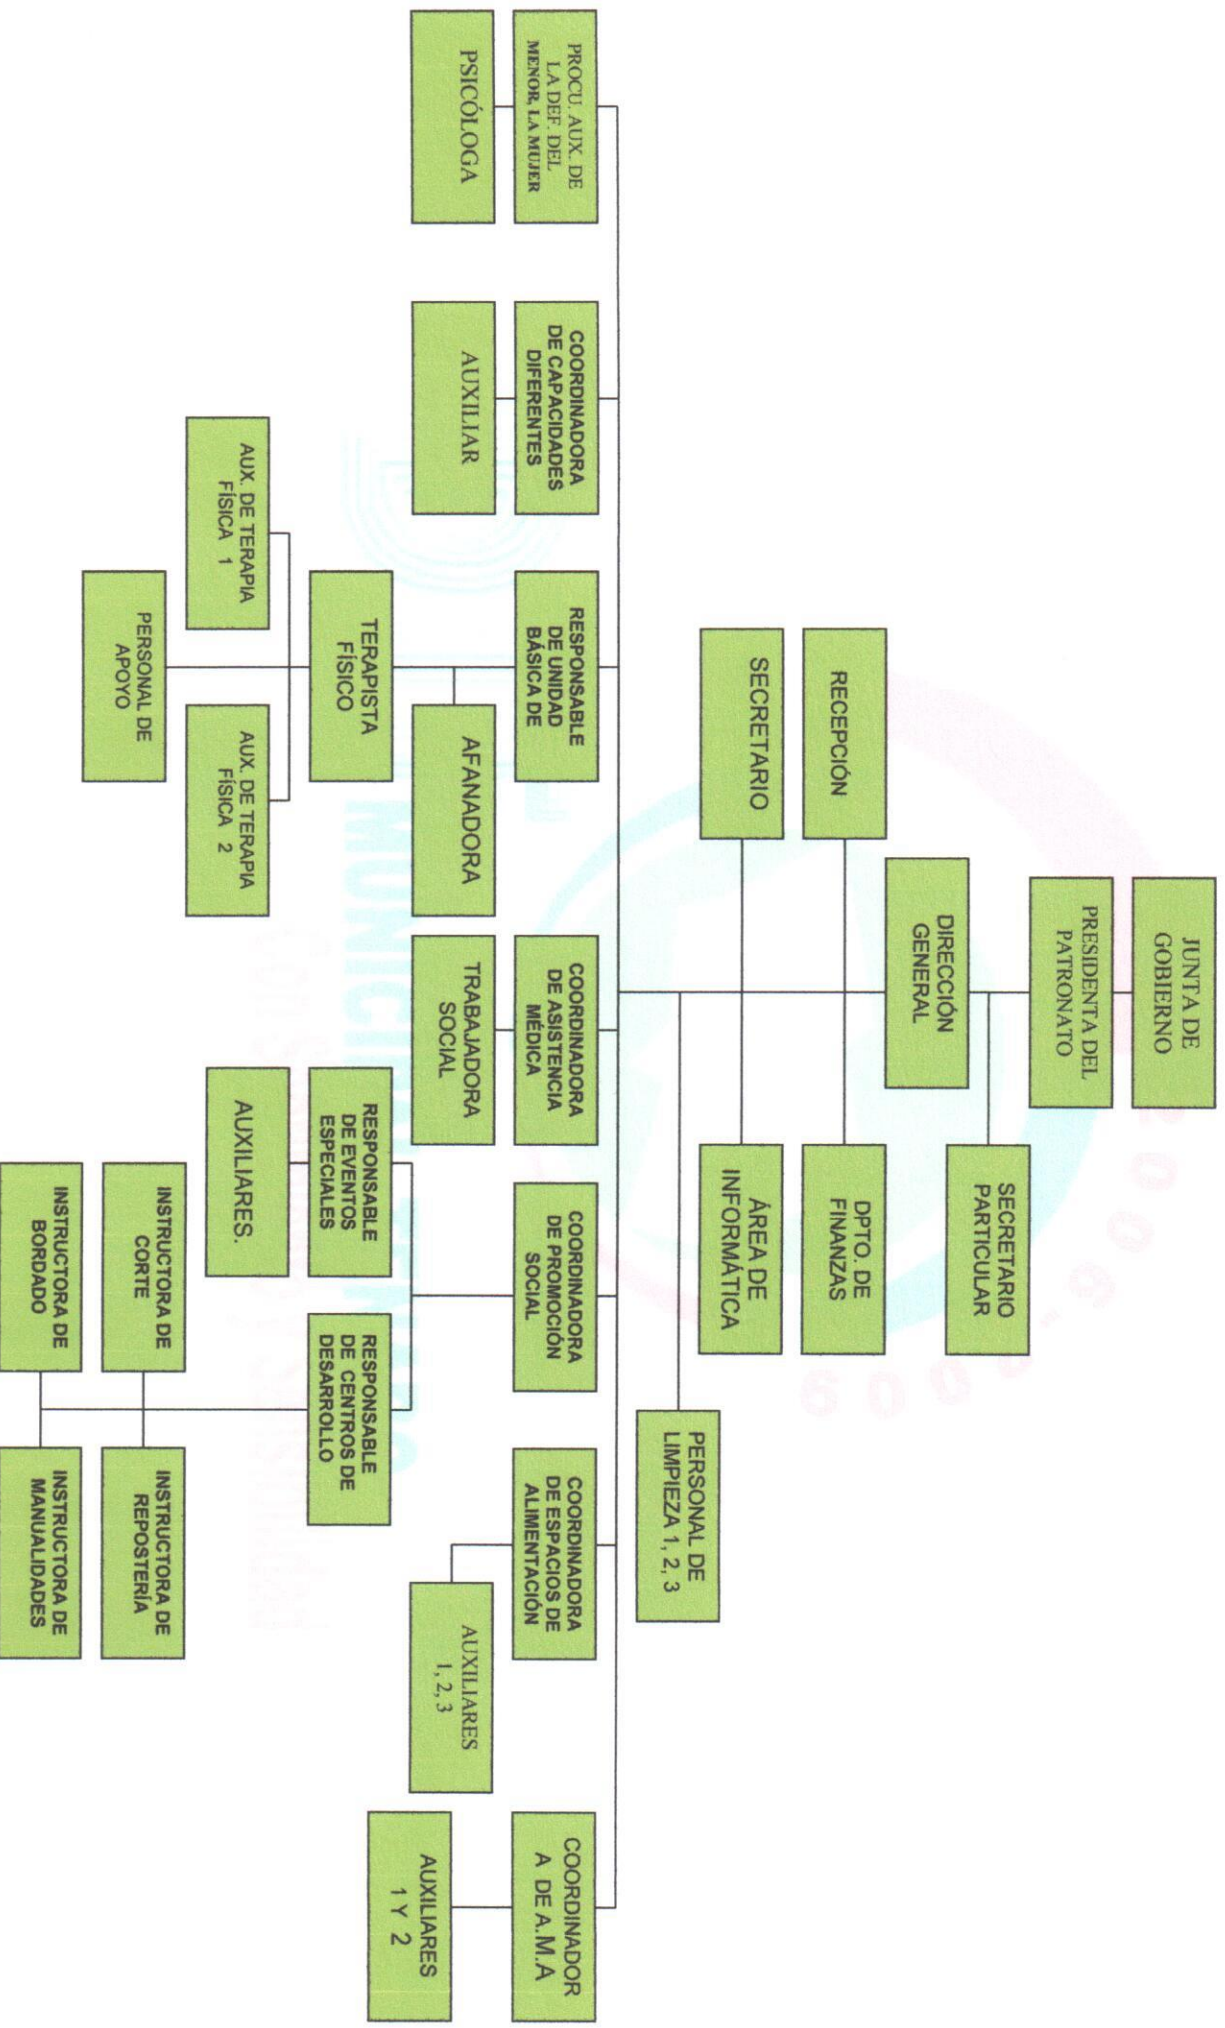 JUNTA DE
GOBIERNO
PRESIDENTA DEL
PATRONATO
SECRETARIO
PARTICULAR
DIRECCIÓN
GENERAL
RECEPCIÓN
DPTO. DE
FINANZAS
SECRETARIO
ÁREA DE
INFORMÁTICA
PERSONAL DE
LIMPIEZA 1, 2, 3
PROCU. AUX. DE
LA DEF. DEL
MENOR, LA MUJER
COORDINADORA
DE CAPACIDADES
DIFERENTES
RESPONSABLE
DE UNIDAD
BÁSICA DE
COORDINADORA
DE ASISTENCIA
MÉDICA
COORDINADORA
DE PROMOCIÓN
SOCIAL
COORDINADORA
DE ESPACIOS DE
ALIMENTACIÓN
COORDINADOR
A DE A.M.A
PSICÓLOGA
AUXILIAR
AFANADORA
TRABAJADORA
SOCIAL
AUXILIARES
1, 2, 3
AUXILIARES
1 Y 2
TERAPISTA
FÍSICO
RESPONSABLE
DE EVENTOS
ESPECIALES
RESPONSABLE
DE CENTROS DE
DESARROLLO
AUX. DE TERAPIA
FÍSICA 1
AUX. DE TERAPIA
FÍSICA 2
AUXILIARES.
PERSONAL DE
APOYO
INSTRUCTORA DE
CORTE
INSTRUCTORA DE
REPOSTERÍA
INSTRUCTORA DE
BORDADO
INSTRUCTORA DE
MANUALIDADES